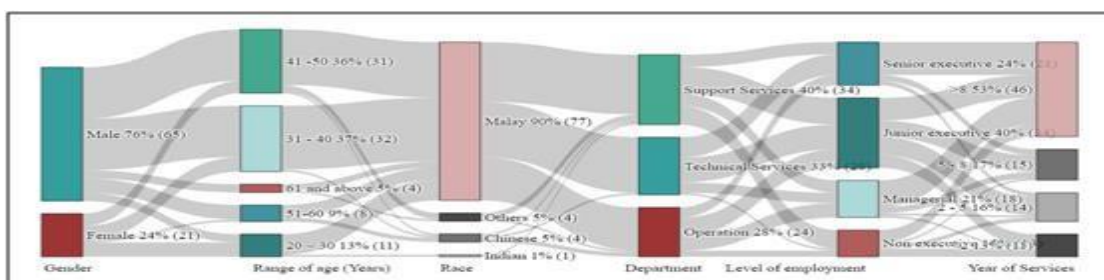 Male 76% (65)
Female 24% (21)
Gender
41 -50 36% (31)
31 - 40 37% (32)
61 and above 5% (4)
51-60 9% (8)
20 – 30 13% (11)
Range of age (Years)
Malay 90% (77)
Others 5% (4)
Chinese 5% (4)
Indian 1% (1)
Race
Support Services 40% (34)
Technical Services 33%
Operation 28% (24)
Department
Senior executive 24%
Junior executive 40%
Managerial 21% (18)
Level of employment
>8 53% (46)
17% (15)
2 - 5 16% (14)
Year of Services